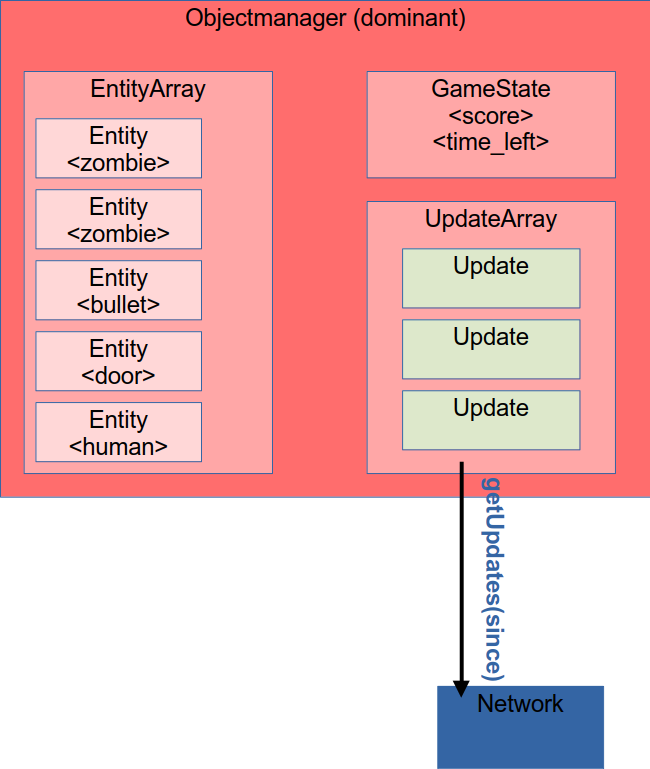 Objectmanager (dominant)
EntityArray
Entity
<zombie>
Entity
<zombie>
Entity
<bullet>
Entity
<door>
Entity
<human>
GameState
<score>
<time_left>
UpdateArray
Update
Update
Update
getUpdates(since)
Network